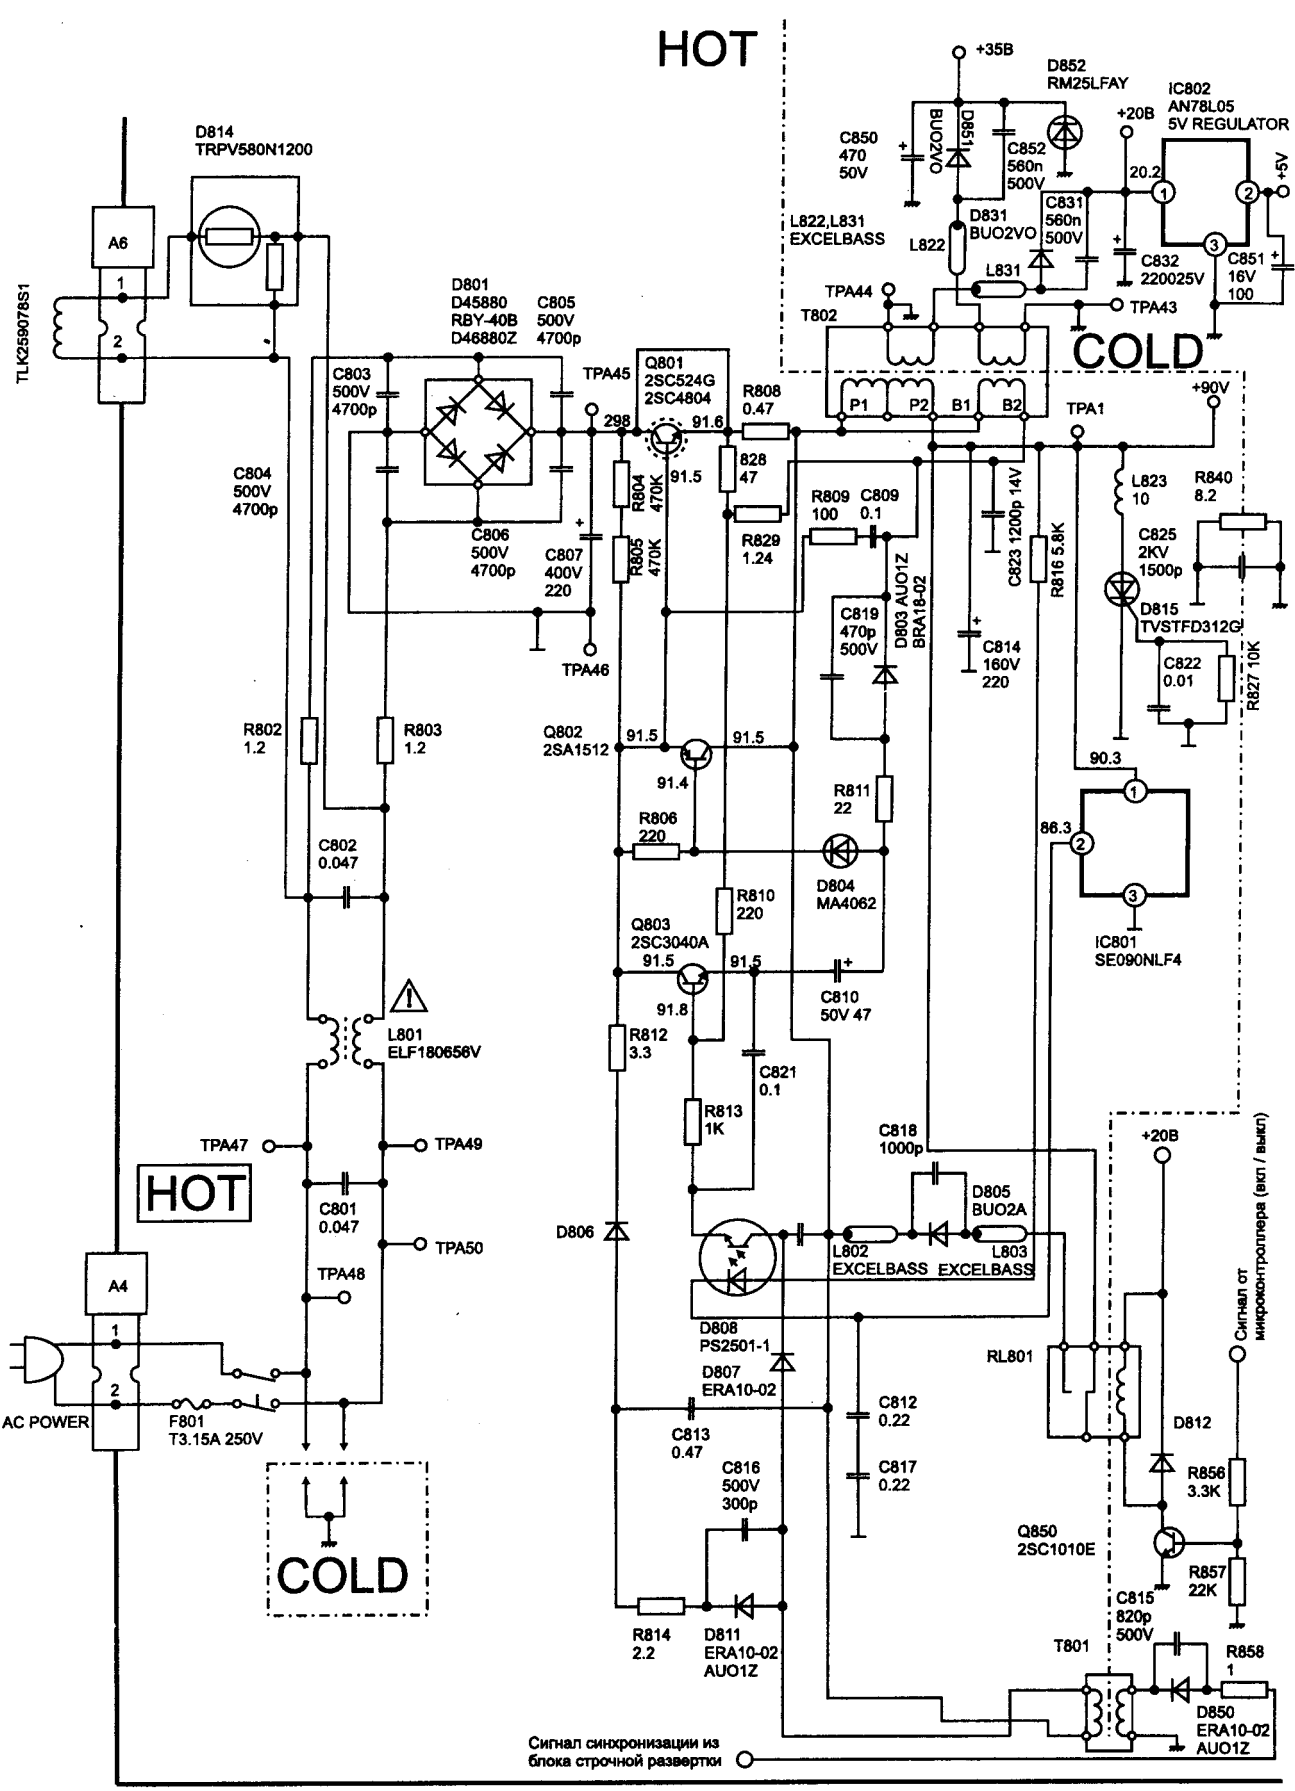 HOT
+35B
D852
RM25LFAY
IC802
AN78L05
5V REGULATOR
+20B
+5V
D814
TRPV580N1200
C850
470
50V
D851
BUO2VO
C852
560n
500V
20.2
1
2
3
A6
1
2
TLK259078S1
L822,L831
EXCELBASS
L822
D831
BUO2VO
C831
560n
500V
L831
C832
220025V
C851
16V
100
D801
D45880
RBY-40B
D46880Z
C805
500V
4700p
TPA44
T802
TPA43
COLD
C803
500V
4700p
TPA45
Q801
2SC524G
2SC4804
R808
0.47
P1
P2
B1
B2
+90V
TPA1
298
91.6
91.5
C804
500V
4700p
R804
470K
828
47
L823
10
R840
8.2
R809
100
C809
0.1
C823 1200p 14V
R816 5.8K
C806
500V
4700p
C807
400V
220
R805
470K
R829
1.24
C825
2KV
1500p
C819
470p
500V
D803 AUO1Z
BRA18-02
D815
TVSTFD312G
C814
160V
220
C822
0.01
R827 10K
TPA46
R802
1.2
R803
1.2
Q802
2SA1512
91.5
91.5
91.4
90.3
R811
22
1
R806
220
86.3
2
C802
0.047
D804
MA4062
3
R810
220
Q803
2SC3040A
IC801
SE090NLF4
91.5
91.5
91.8
C810
50V 47
L801
ELF180656V
R812
3.3
C821
0.1
R813
1K
TPA47
TPA49
C818
1000p
+20B
HOT
C801
0.047
D805
BUO2A
D806
TPA50
L802
EXCELBASS
L803
EXCELBASS
Сигнал от
микроконтроллера (вкл / выкл)
A4
TPA48
1
2
AC POWER
F801
T3.15A 250V
D808
PS2501-1
D807
ERA10-02
RL801
C813
0.47
C812
0.22
D812
C816
500V
300p
C817
0.22
R856
3.3K
COLD
Q850
2SC1010E
R857
22K
C815
820p
500V
R814
2.2
D811
ERA10-02
AUO1Z
T801
R858
1
D850
ERA10-02
AUO1Z
Сигнал синхронизации из
блока строчной развертки